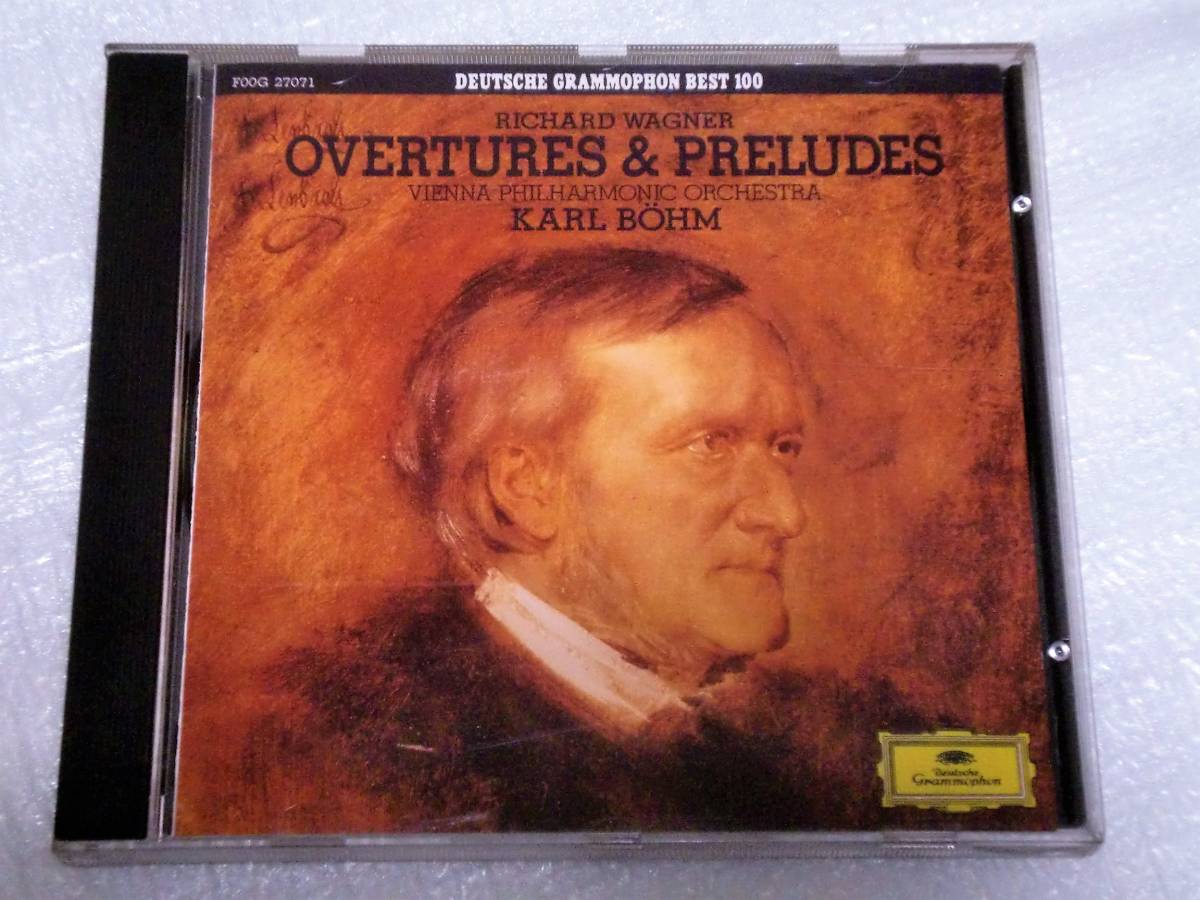 F00G 27071
DEUTSCHE GRAMMOPHON BEST 100
RICHARD WAGNER
OVERTURES & PRELUDES
VIENNA PHILHARMONIC ORCHESTRA
KARL BÖHM
Deutsche
Grammophon